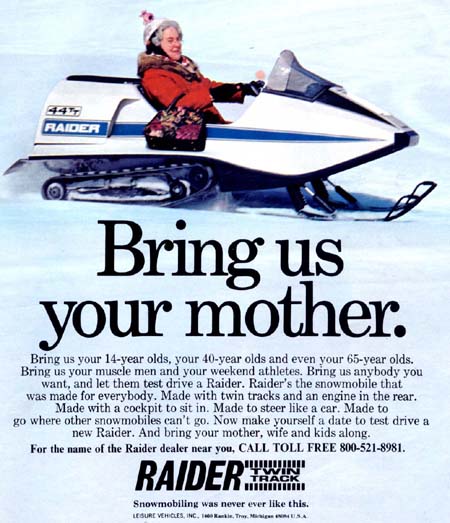 44TT
RAIDER
Bring us
your mother.
Bring us your 14-year olds, your 40-year olds and even your 65-year olds.
Bring us your muscle men and your weekend athletes. Bring us anybody you
want, and let them test drive a Raider. Raider's the snowmobile that
was made for everybody. Made with twin tracks and an engine in the rear.
Made with a cockpit to sit in. Made to steer like a car. Made to
go where other snowmobiles can't go. Now make yourself a date to test drive a
new Raider. And bring your mother, wife and kids along.
For the name of the Raider dealer near you, CALL TOLL FREE 800-521-8981.
RAIDER TWIN
TRACK
Snowmobiling was never ever like this.
LEISURE VEHICLES, INC., 1400 Rankin, Troy, Michigan 48084 U.S.A.